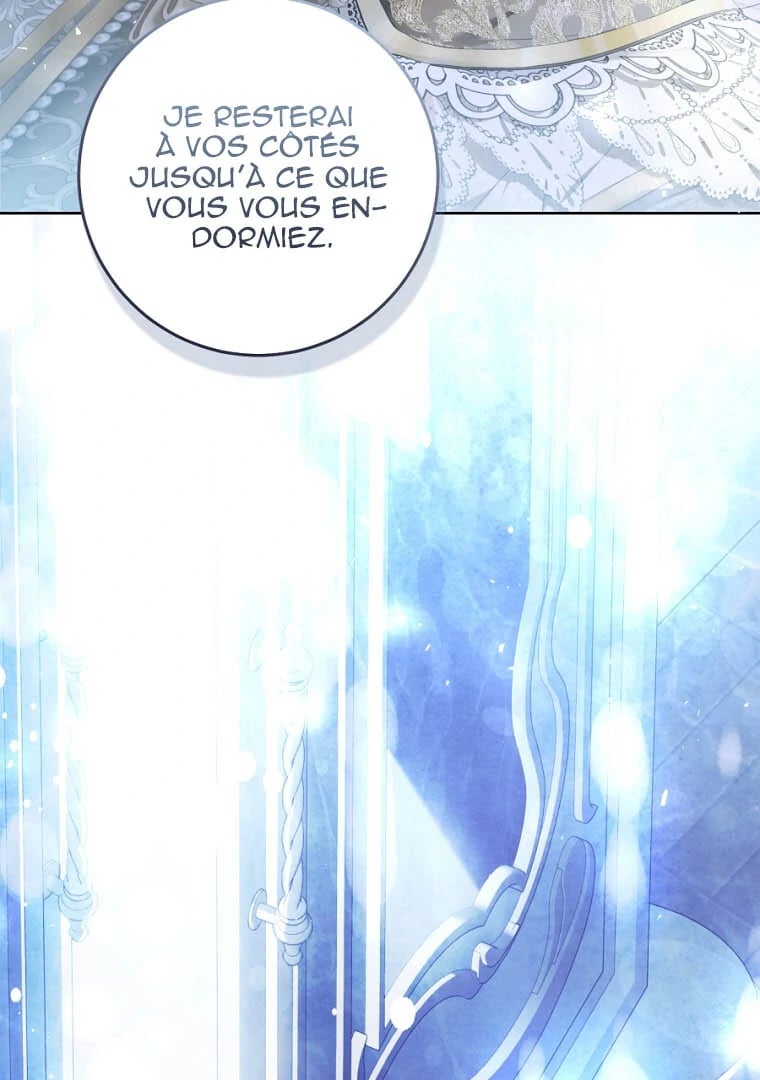 JE RESTERAI
À VOS CÔTÉS
JUSQU'À CE QUE
VOUS VOUS EN-
DORMIEZ.